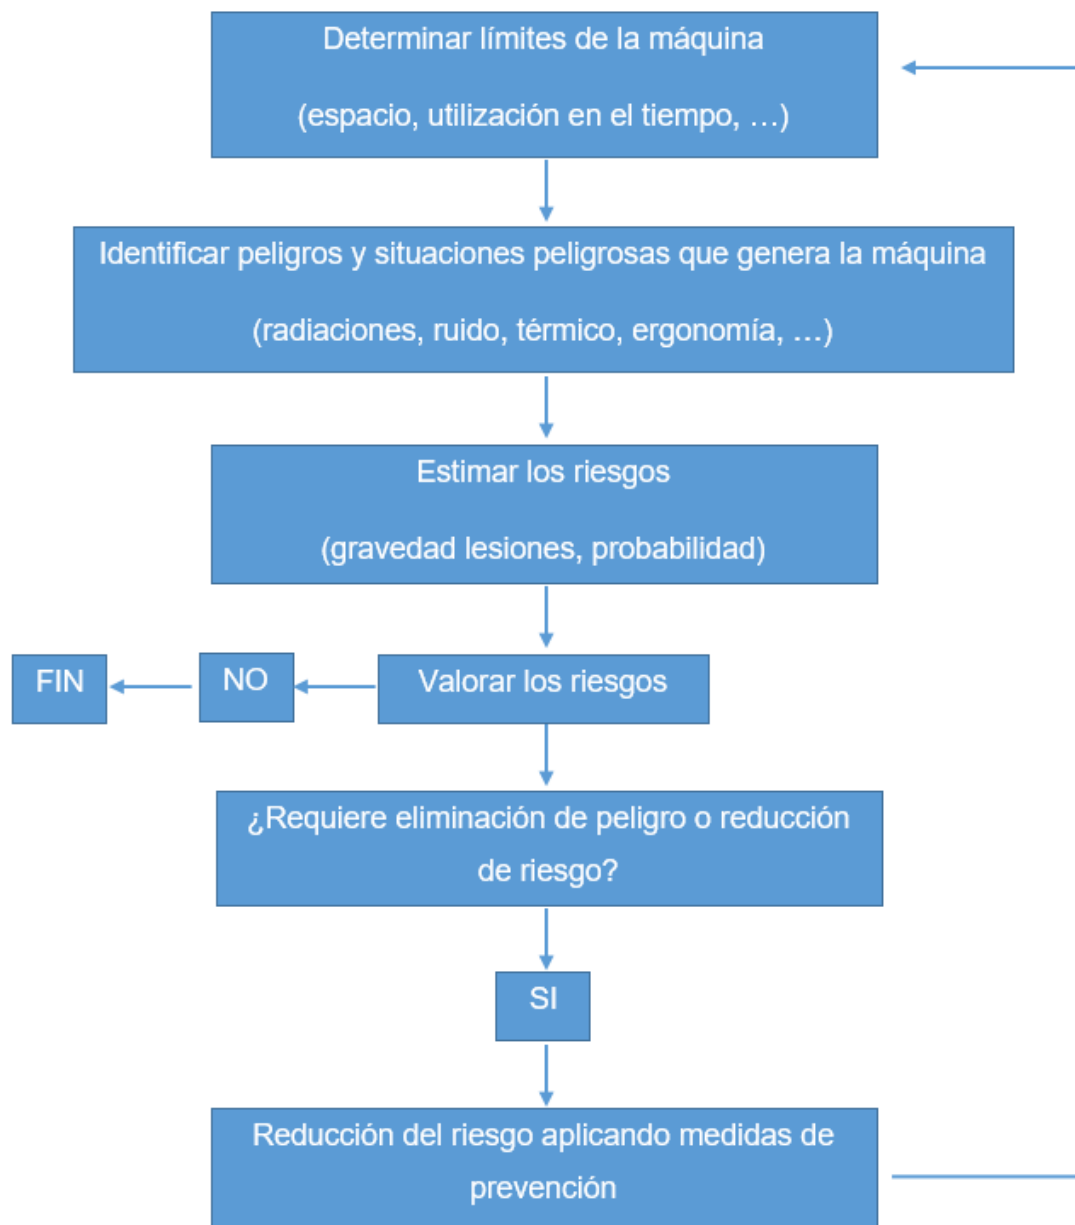 Determinar límites de la máquina
(espacio, utilización en el tiempo, …)
Identificar peligros y situaciones peligrosas que genera la máquina
(radiaciones, ruido, térmico, ergonomía, …)
Estimar los riesgos
(gravedad lesiones, probabilidad)
FIN
NO
Valorar los riesgos
¿Requiere eliminación de peligro o reducción
de riesgo?
SI
Reducción del riesgo aplicando medidas de
prevención